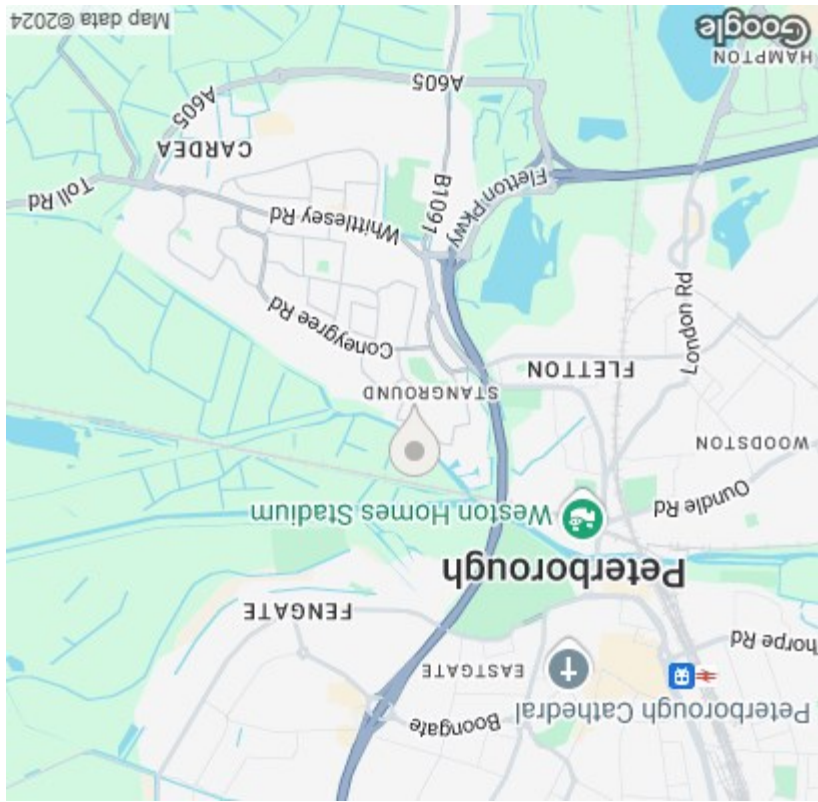 Peterborough Cathedral
Boongate
EASTGATE
thorpe Rd
FENGATE
Peterborough
Weston Homes Stadium
Oundle Rd
WOODSTON
STANGROUND
FLETTON
London Rd
Coneygree Rd
Whittlesey Rd
Fletton Pkwy
B1091
Toll Rd
CARDEA
A605
A605
HAMPTON
Google
Map data ©2024